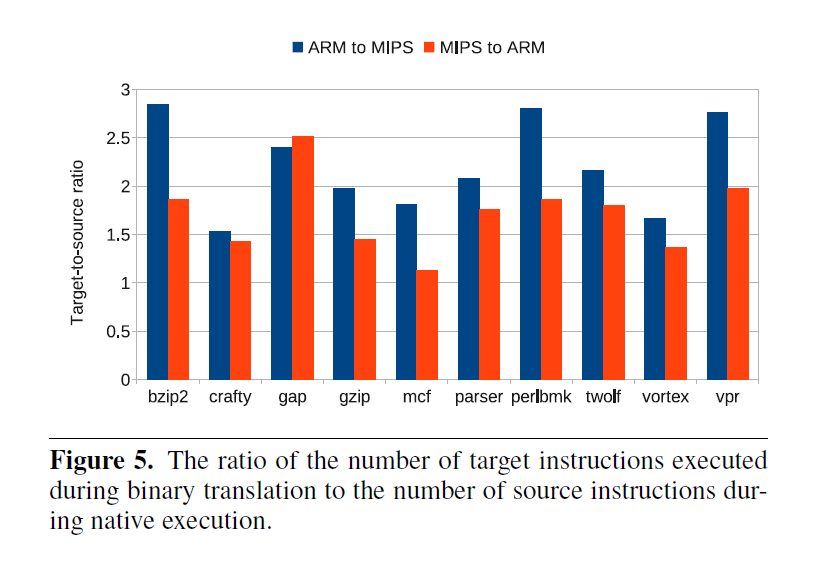 ARM to MIPS MIPS to ARM
3
2.5
2
1.5
1
0.5
0
Target-to-source ratio
bzip2 crafty gap gzip mcf parser perlbmk twolf vortex vpr
Figure 5. The ratio of the number of target instructions executed
during binary translation to the number of source instructions dur-
ing native execution.